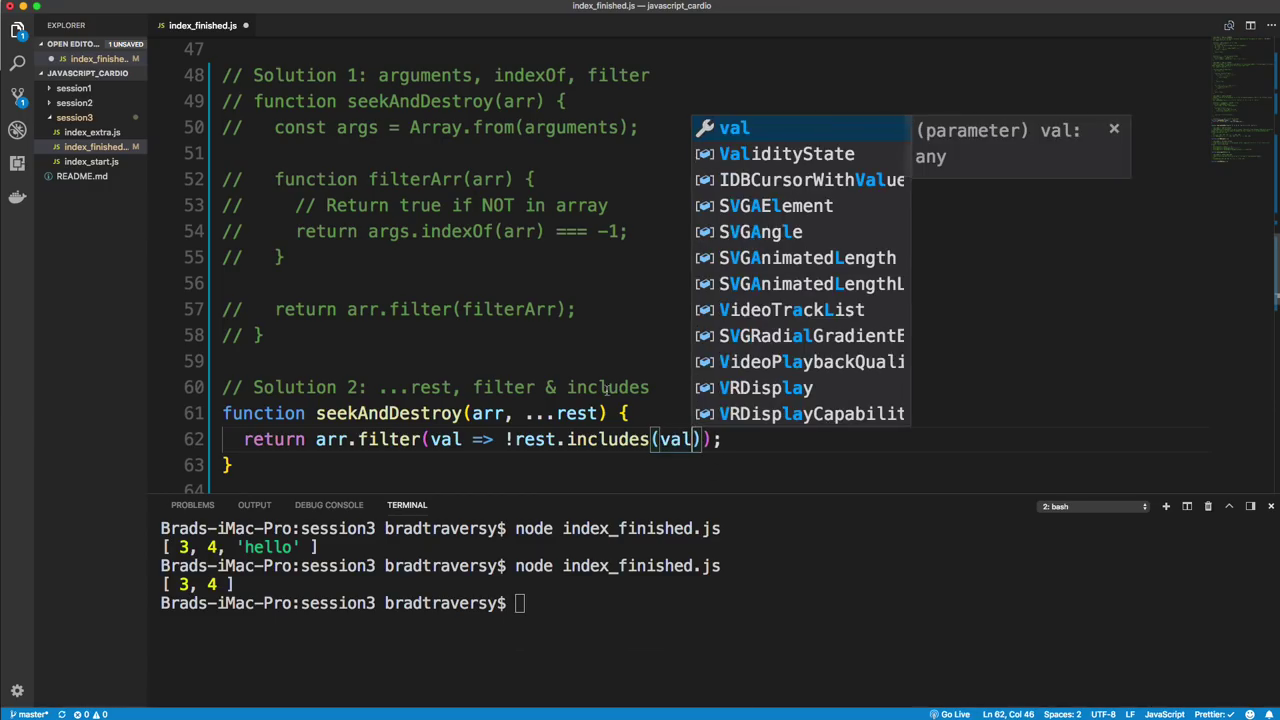 index_finished.js — javascript_cardio
EXPLORER
index_finished.js
OPEN EDITO... 1 UNSAVED
index_finishe... M
JAVASCRIPT_CARDIO
session1
session2
session3
index_extra.js
index_finished... M
index_start.js
README.md
1
1
47
48 // Solution 1: arguments, indexOf, filter
49 // function seekAndDestroy(arr) {
50 //   const args = Array.from(arguments);
51
52 //   function filterArr(arr) {
53 //     // Return true if NOT in array
54 //     return args.indexOf(arr) === -1;
55 //   }
56
57 //   return arr.filter(filterArr);
58 // }
59
60 // Solution 2: ...rest, filter & includes
61 function seekAndDestroy(arr, ...rest) {
62   return arr.filter(val => !rest.includes(val));
63 }
64
val
ValidityState
IDBCursorWithValue
SVGAElement
SVGAngle
SVGAnimatedLength
SVGAnimatedLengthL
VideoTrackList
SVGRadialGradientE
VideoPlaybackQuali
VRDisplay
VRDisplayCapabilit
(parameter) val:
any
PROBLEMS OUTPUT DEBUG CONSOLE TERMINAL 2: bash
Brads-iMac-Pro:session3 bradtraversy$ node index_finished.js
[ 3, 4, 'hello' ]
Brads-iMac-Pro:session3 bradtraversy$ node index_finished.js
[ 3, 4 ]
Brads-iMac-Pro:session3 bradtraversy$
master* 0 0 Go Live Ln 62, Col 46 Spaces: 2 UTF-8 LF JavaScript Prettier: ✓